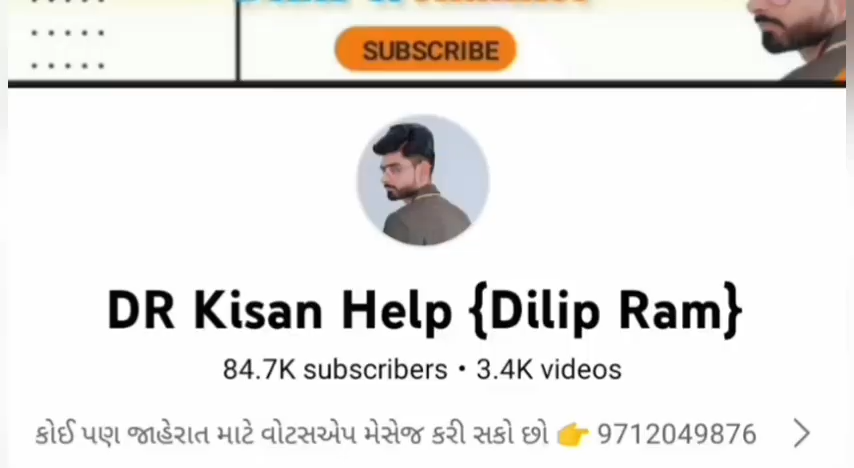 SUBSCRIBE
DR Kisan Help {Dilip Ram}
84.7K subscribers • 3.4K videos
કોઈ પણ જાહેરાત માટે વોટસએપ મેસેજ કરી સકો છો 👉 9712049876